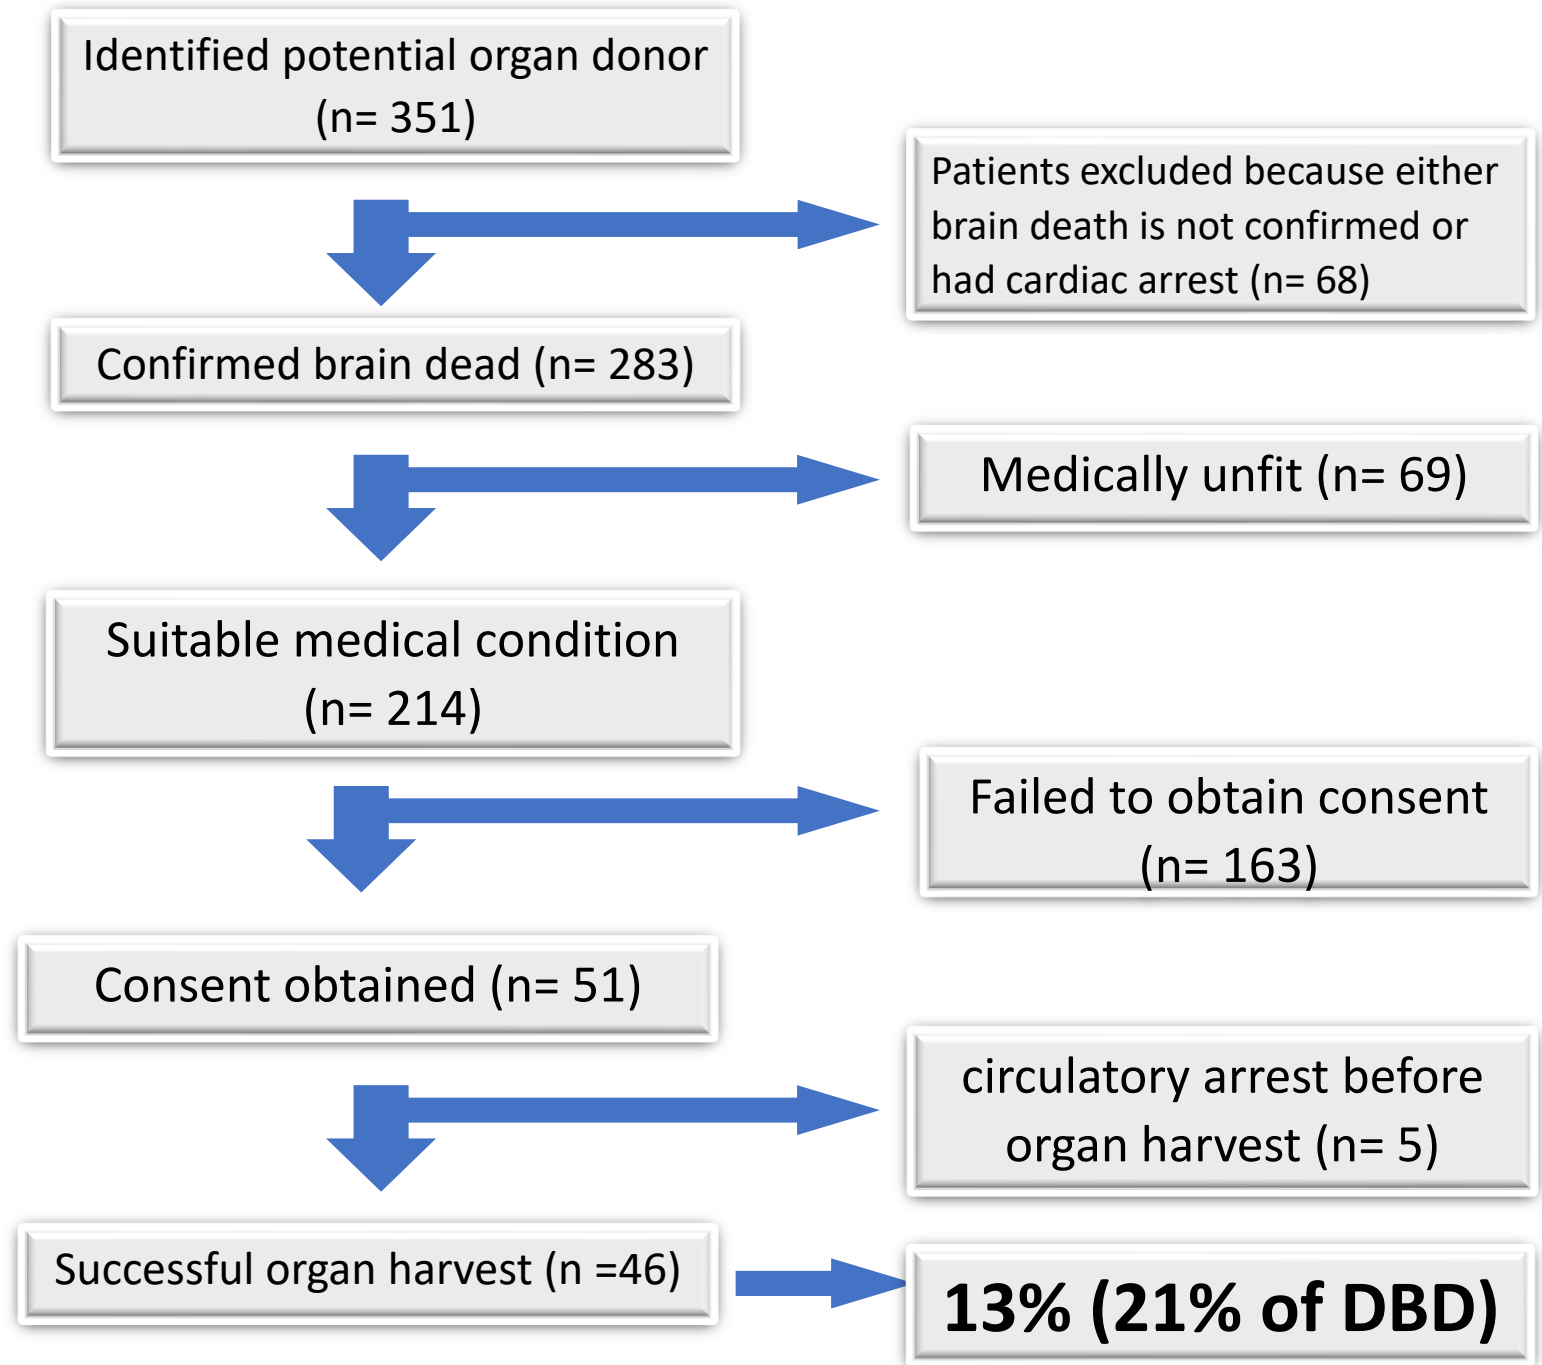 Identified potential organ donor
(n= 351)
Patients excluded because either
brain death is not confirmed or
had cardiac arrest (n= 68)
Confirmed brain dead (n= 283)
Medically unfit (n= 69)
Suitable medical condition
(n= 214)
Failed to obtain consent
(n= 163)
Consent obtained (n= 51)
circulatory arrest before
organ harvest (n= 5)
Successful organ harvest (n =46)
13% (21% of DBD)